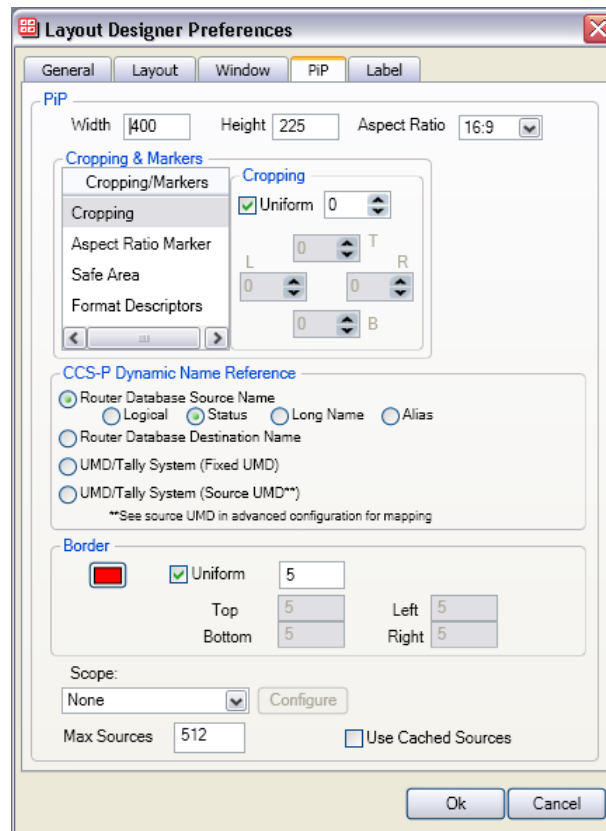 Layout Designer Preferences
General Layout Window PiP Label
PiP
Width 400 Height 225 Aspect Ratio 16:9
Cropping & Markers
Cropping/Markers
Cropping
Aspect Ratio Marker
Safe Area
Format Descriptors
Cropping
Uniform 0
0 T
L R
0 0
0 B
CCS-P Dynamic Name Reference
Router Database Source Name
Logical Status Long Name Alias
Router Database Destination Name
UMD/Tally System (Fixed UMD)
UMD/Tally System (Source UMD**)
**See source UMD in advanced configuration for mapping
Border
Uniform 5
Top 5 Left 5
Bottom 5 Right 5
Scope:
None Configure
Max Sources 512 Use Cached Sources
Ok Cancel